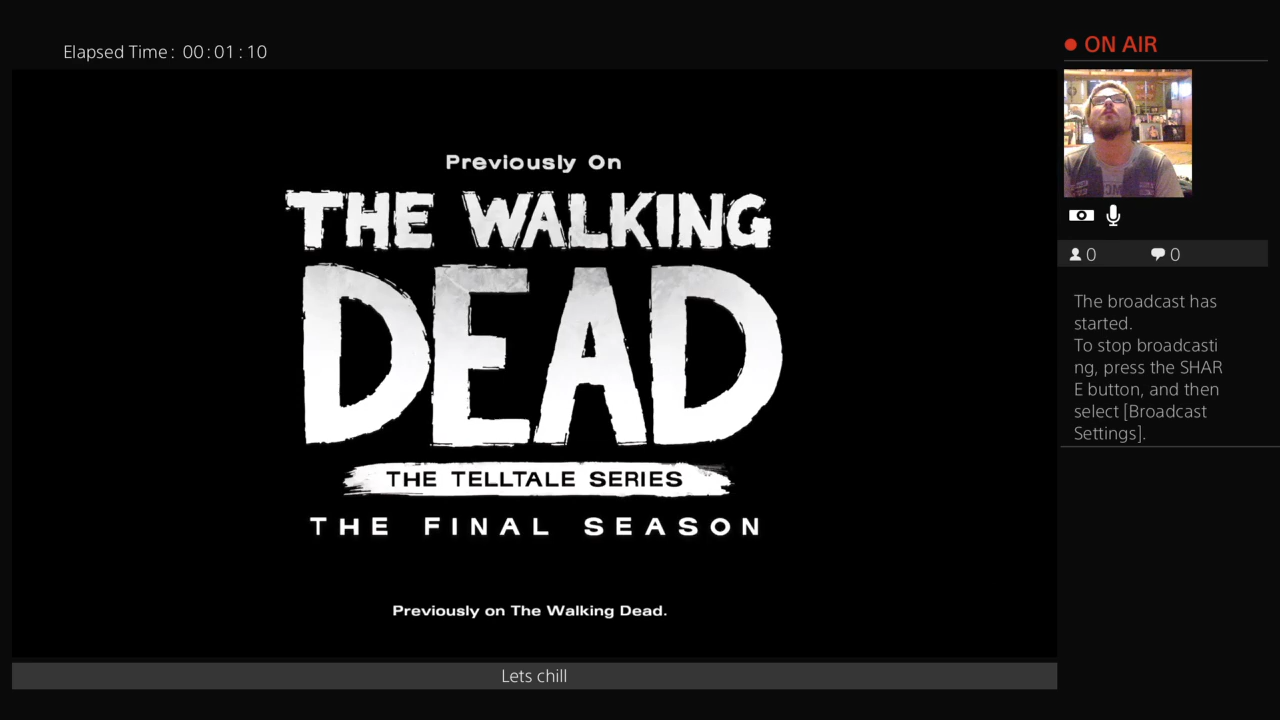 Elapsed Time: 00:01:10
ON AIR
Previously On
THE WALKING
DEAD
THE TELLTALE SERIES
THE FINAL SEASON
Previously on The Walking Dead.
Lets chill
0 0
The broadcast has
started.
To stop broadcasti
ng, press the SHAR
E button, and then
select [Broadcast
Settings].